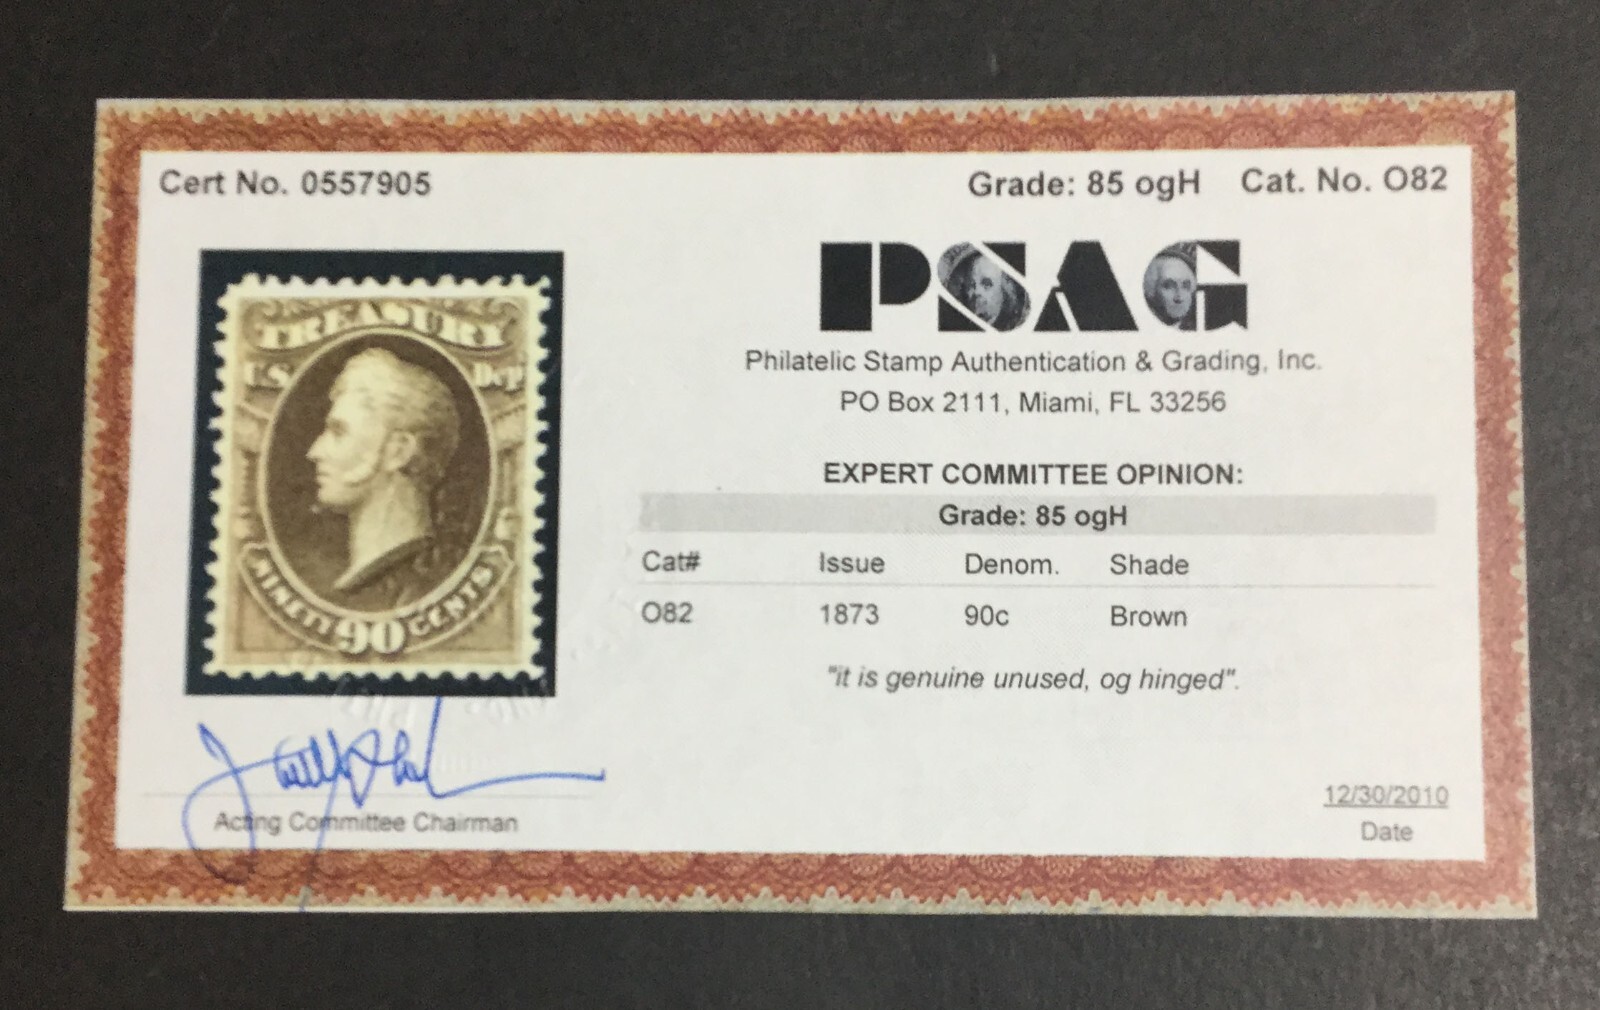 Cert No. 0557905
Grade: 85 ogH Cat. No. O82
TREASURY
U.S. Dep
NINETY 90 CENTS
PSAG
Philatelic Stamp Authentication & Grading, Inc.
PO Box 2111, Miami, FL 33256
EXPERT COMMITTEE OPINION:
Grade: 85 ogH
Cat# Issue Denom. Shade
O82 1873 90c Brown
"it is genuine unused, og hinged".
Acting Committee Chairman
12/30/2010
Date